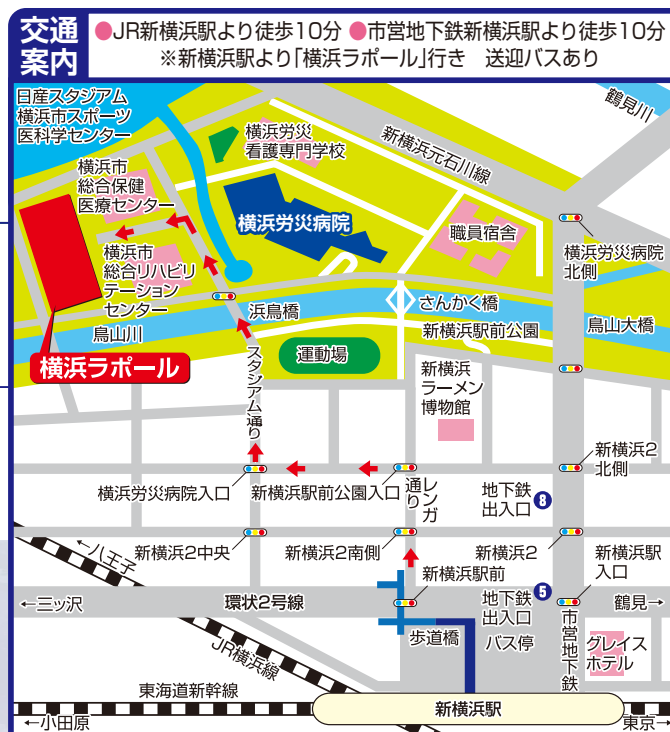 交通
案内
●JR新横浜駅より徒歩10分 ●市営地下鉄新横浜駅より徒歩10分
※新横浜駅より「横浜ラポール」行き　送迎バスあり
日産スタジアム
横浜市スポーツ
医科学センター
鶴見川
横浜労災
看護専門学校
新横浜元石川線
横浜市
総合保健
医療センター
横浜労災病院
職員宿舎
横浜労災病院
北側
横浜市
総合リハビリ
テーション
センター
浜鳥橋
さんかく橋
鳥山川
新横浜駅前公園
鳥山大橋
横浜ラポール
スタジアム通り
運動場
新横浜
ラーメン
博物館
新横浜2
北側
横浜労災病院入口
新横浜駅前公園入口
レンガ
通り
地下鉄
出入口
8
←八王子
新横浜2中央
新横浜2南側
新横浜2
新横浜駅
入口
新横浜駅前
地下鉄
出入口
5
←三ッ沢
環状2号線
鶴見→
歩道橋
バス停
市営地下鉄
グレイス
ホテル
JR横浜線
東海道新幹線
新横浜駅
←小田原
東京→